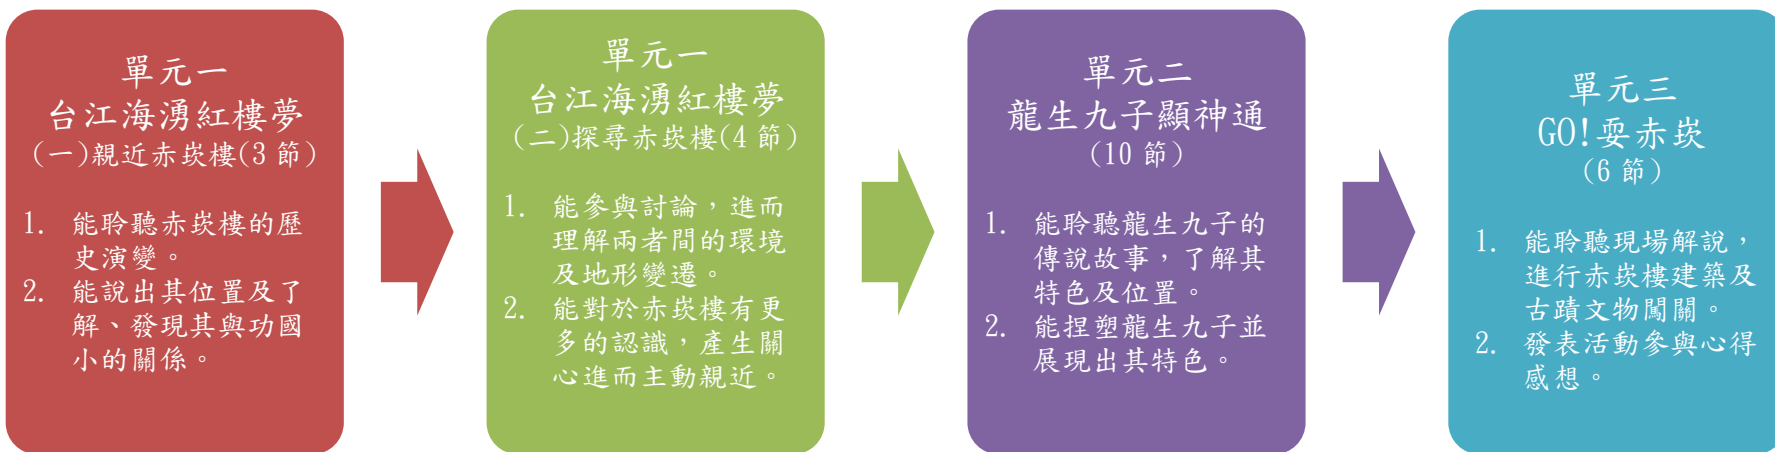 單元一
台江海湧紅樓夢
(一)親近赤崁樓(3 節)
1. 能聆聽赤崁樓的歷
史演變。
2. 能說出其位置及了
解、發現其與功國
小的關係。
單元一
台江海湧紅樓夢
(二)探尋赤崁樓(4 節)
1. 能參與討論，進而
理解兩者間的環境
及地形變遷。
2. 能對於赤崁樓有更
多的認識，產生關
心進而主動親近。
單元二
龍生九子顯神通
(10 節)
1. 能聆聽龍生九子的
傳說故事，了解其
特色及位置。
2. 能捏塑龍生九子並
展現出其特色。
單元三
GO!耍赤崁
(6 節)
1. 能聆聽現場解說，
進行赤崁樓建築及
古蹟文物闖關。
2. 發表活動參與心得
感想。